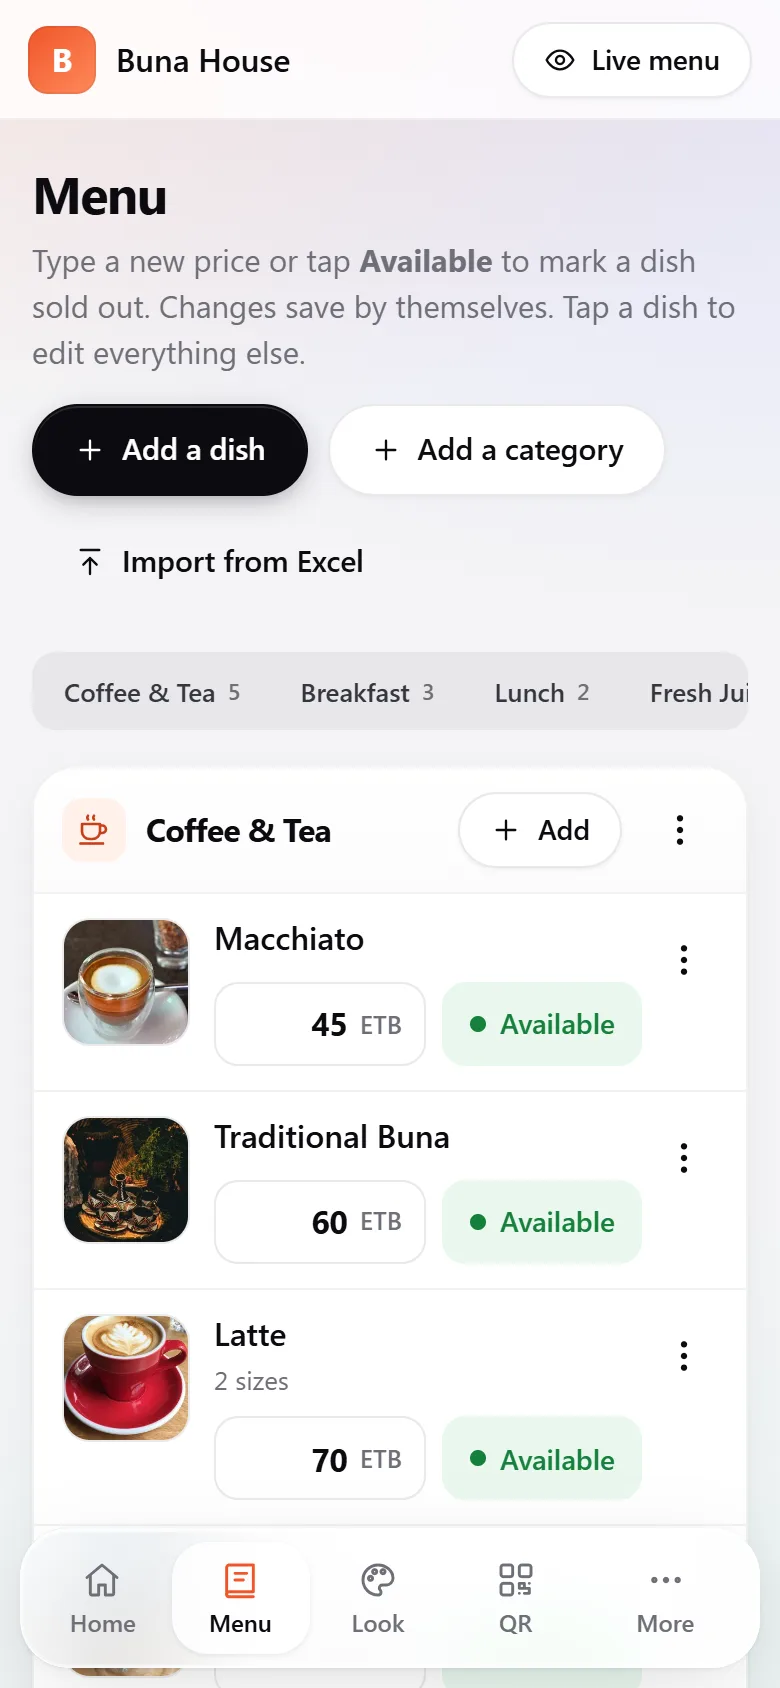 B Buna House Live menu
Menu
Type a new price or tap Available to mark a dish
sold out. Changes save by themselves. Tap a dish to
edit everything else.
+ Add a dish + Add a category
Import from Excel
Coffee & Tea 5 Breakfast 3 Lunch 2 Fresh Jui
Coffee & Tea + Add
Macchiato
45 ETB Available
Traditional Buna
60 ETB Available
Latte
2 sizes
70 ETB Available
Home Menu Look QR More